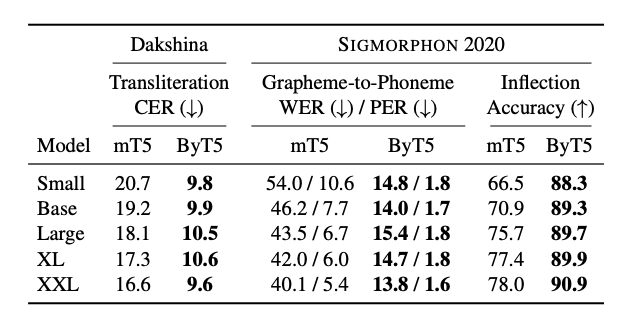 Dakshina SIGMORPHON 2020
Transliteration Grapheme-to-Phoneme Inflection
CER (↓) WER (↓) / PER (↓) Accuracy (↑)
Model mT5 ByT5 mT5 ByT5 mT5 ByT5
Small 20.7 9.8 54.0 / 10.6 14.8 / 1.8 66.5 88.3
Base 19.2 9.9 46.2 / 7.7 14.0 / 1.7 70.9 89.3
Large 18.1 10.5 43.5 / 6.7 15.4 / 1.8 75.7 89.7
XL 17.3 10.6 42.0 / 6.0 14.7 / 1.8 77.4 89.9
XXL 16.6 9.6 40.1 / 5.4 13.8 / 1.6 78.0 90.9